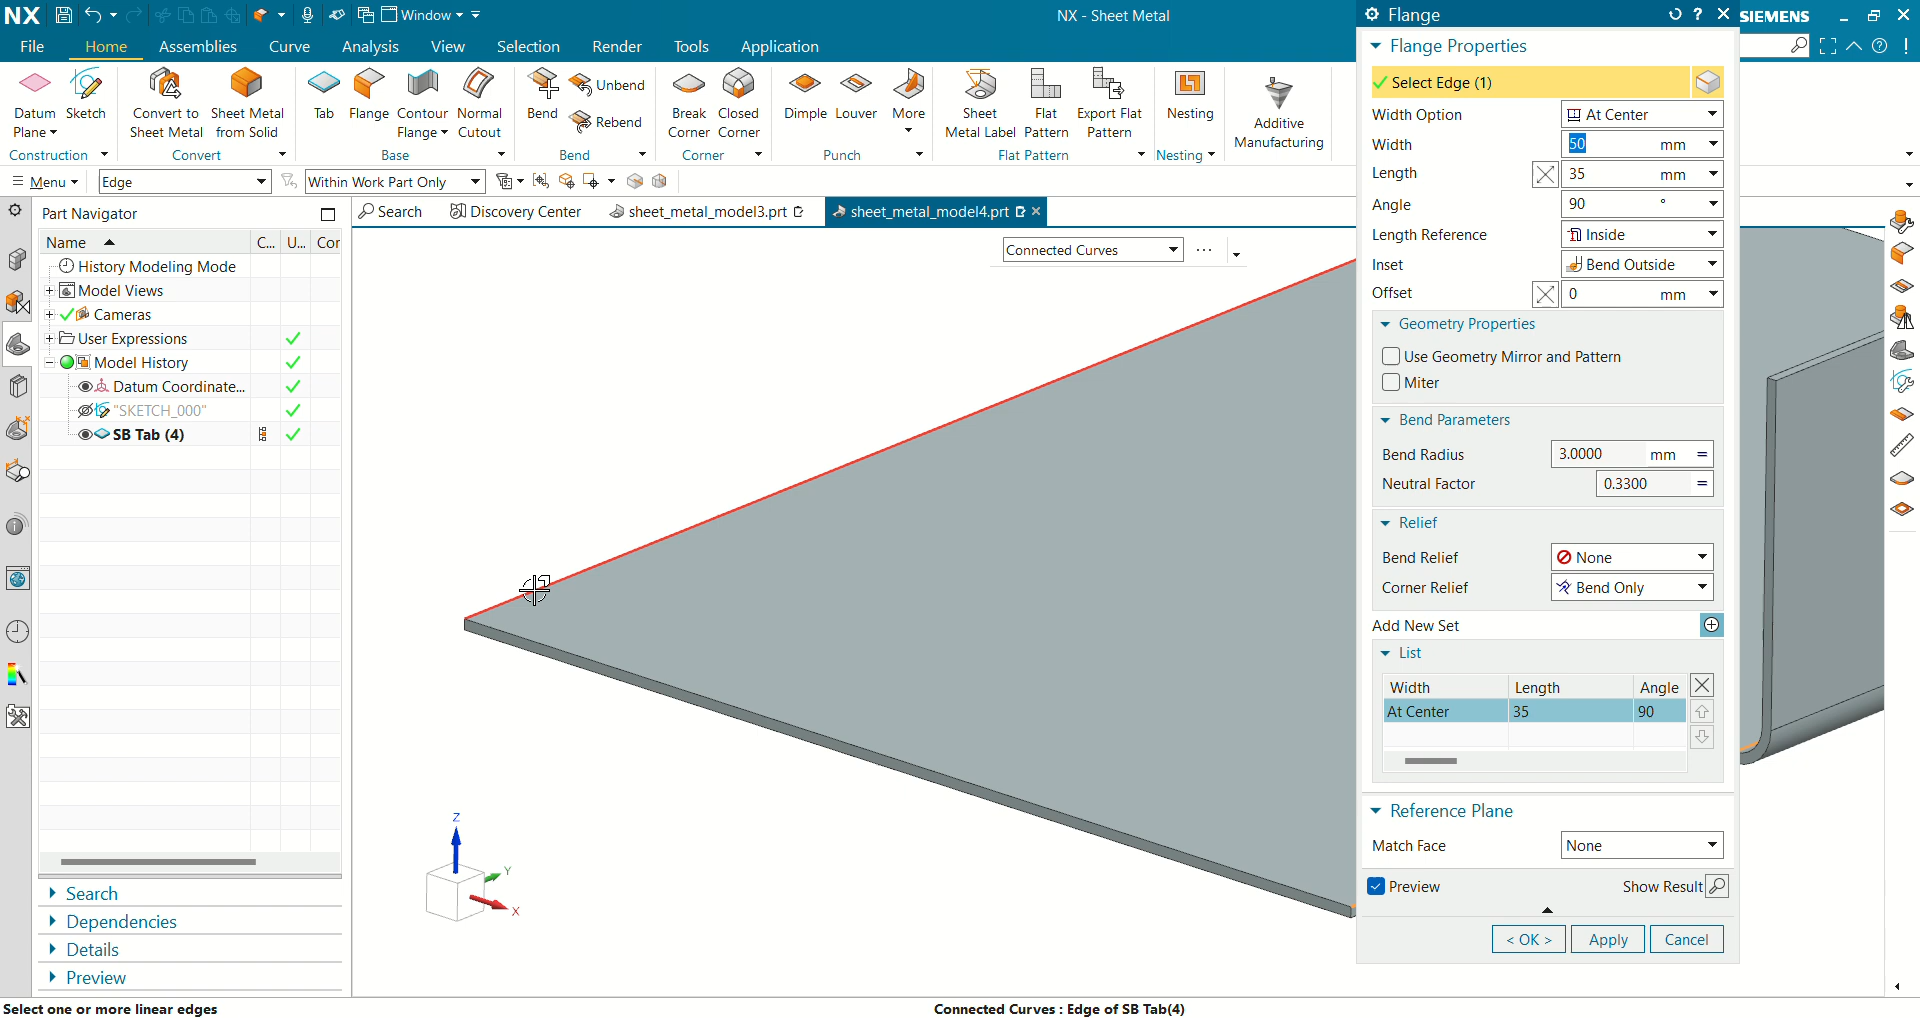 NX
Window
NX - Sheet Metal
Flange
SIEMENS
File Home Assemblies Curve Analysis View Selection Render Tools Application
Datum Plane
Sketch
Convert to Sheet Metal
Sheet Metal from Solid
Tab
Flange
Contour Flange
Normal Cutout
Bend
Unbend
Rebend
Break Corner
Closed Corner
Dimple
Louver
More
Sheet Metal Label
Flat Pattern
Export Flat Pattern
Nesting
Additive Manufacturing
Construction Convert Base Bend Corner Punch Flat Pattern Nesting
Menu Edge Within Work Part Only
Part Navigator
Search Discovery Center sheet_metal_model3.prt sheet_metal_model4.prt
Name C... U... Cor
Connected Curves
History Modeling Mode
Model Views
Cameras
User Expressions
Model History
Datum Coordinate...
"SKETCH_000"
SB Tab (4)
Search
Dependencies
Details
Preview
Z
Y
X
Flange Properties
Select Edge (1)
Width Option At Center
Width 50 mm
Length 35 mm
Angle 90 °
Length Reference Inside
Inset Bend Outside
Offset 0 mm
Geometry Properties
Use Geometry Mirror and Pattern
Miter
Bend Parameters
Bend Radius 3.0000 mm =
Neutral Factor 0.3300 =
Relief
Bend Relief None
Corner Relief Bend Only
Add New Set
List
Width Length Angle
At Center 35 90
Reference Plane
Match Face None
Preview Show Result
< OK > Apply Cancel
Select one or more linear edges
Connected Curves : Edge of SB Tab(4)